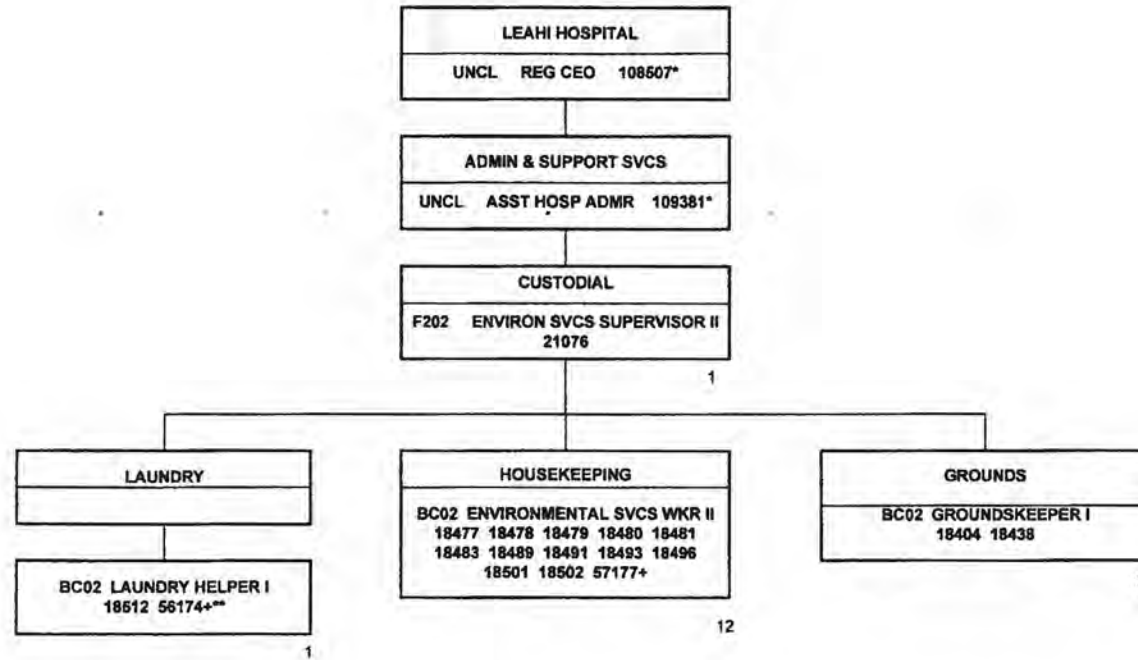 LEAHI HOSPITAL
UNCL REG CEO 108507*
ADMIN & SUPPORT SVCS
UNCL ASST HOSP ADMR 109381*
CUSTODIAL
F202 ENVIRON SVCS SUPERVISOR II
21076
1
LAUNDRY
BC02 LAUNDRY HELPER I
18512 56174+**
1
HOUSEKEEPING
BC02 ENVIRONMENTAL SVCS WKR II
18477 18478 18479 18480 18481
18483 18489 18491 18493 18496
18501 18502 57177+
12
GROUNDS
BC02 GROUNDSKEEPER I
18404 18438